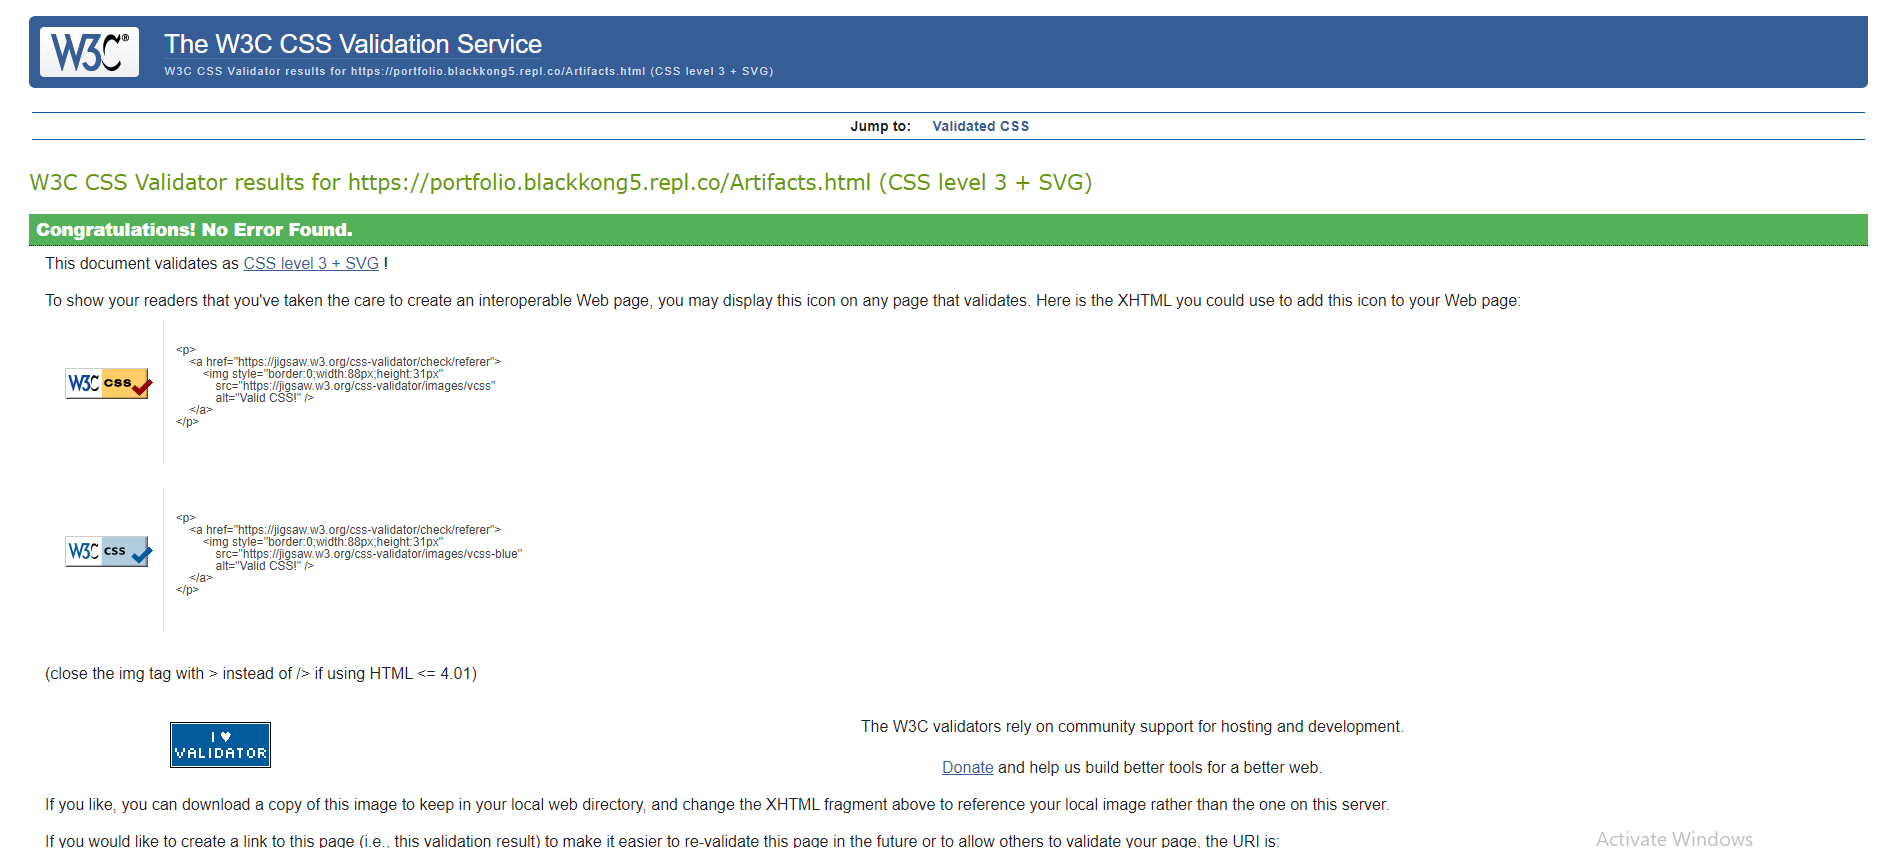 W3C®
The W3C CSS Validation Service
W3C CSS Validator results for https://portfolio.blackkong5.repl.co/Artifacts.html (CSS level 3 + SVG)
Jump to: Validated CSS
W3C CSS Validator results for https://portfolio.blackkong5.repl.co/Artifacts.html (CSS level 3 + SVG)
Congratulations! No Error Found.
This document validates as CSS level 3 + SVG !
To show your readers that you've taken the care to create an interoperable Web page, you may display this icon on any page that validates. Here is the XHTML you could use to add this icon to your Web page:
W3C css
<p>
<a href="https://jigsaw.w3.org/css-validator/check/referer">
<img style="border:0;width:88px;height:31px"
src="https://jigsaw.w3.org/css-validator/images/vcss"
alt="Valid CSS!" />
</a>
</p>
W3C css
<p>
<a href="https://jigsaw.w3.org/css-validator/check/referer">
<img style="border:0;width:88px;height:31px"
src="https://jigsaw.w3.org/css-validator/images/vcss-blue"
alt="Valid CSS!" />
</a>
</p>
(close the img tag with > instead of /> if using HTML <= 4.01)
I ♥
VALIDATOR
The W3C validators rely on community support for hosting and development.
Donate and help us build better tools for a better web.
If you like, you can download a copy of this image to keep in your local web directory, and change the XHTML fragment above to reference your local image rather than the one on this server.
If you would like to create a link to this page (i.e., this validation result) to make it easier to re-validate this page in the future or to allow others to validate your page, the URI is:
Activate Windows